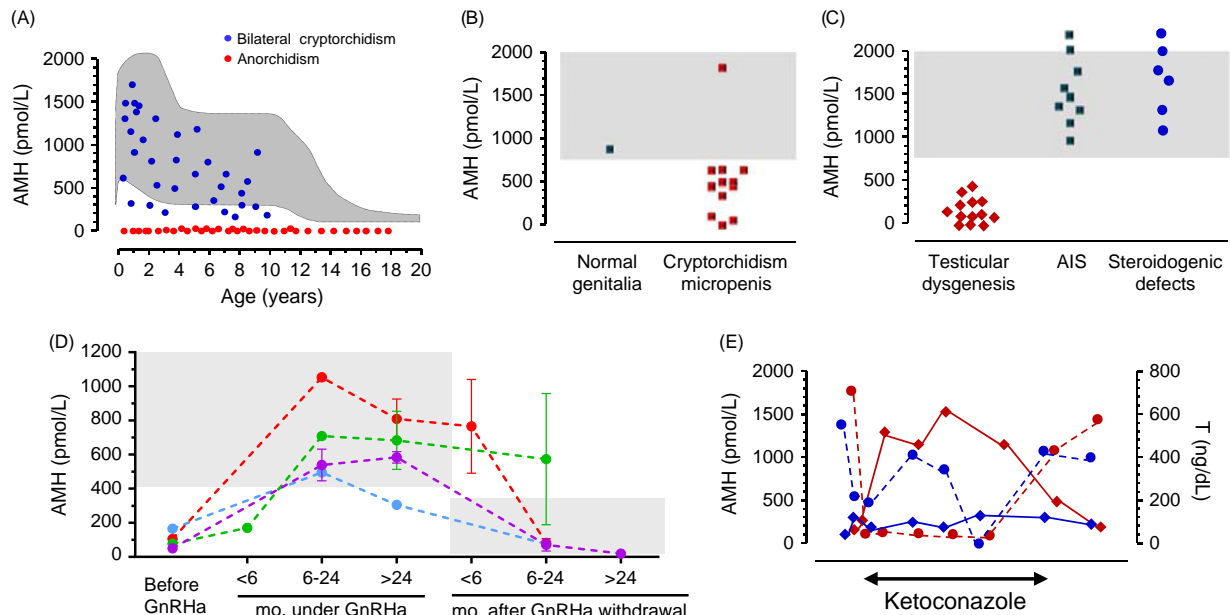 (A)
AMH (pmol/L)
2000
1500
1000
500
0
Bilateral cryptorchidism
Anorchidism
0 2 4 6 8 10 12 14 16 18 20
Age (years)
(B)
AMH (pmol/L)
2000
1500
1000
500
0
Normal Cryptorchidism
genitalia micropenis
(C)
AMH (pmol/L)
2000
1500
1000
500
0
Testicular AIS Steroidogenic
dysgenesis defects
(D)
AMH (pmol/L)
1200
1000
800
600
400
200
0
Before <6 6-24 >24 <6 6-24 >24
GnRHa mo. under GnRHa mo. after GnRHa withdrawal
(E)
AMH (pmol/L)
2000
1500
1000
500
0
800
600
400
200
0
T (ng/dL)
Ketoconazole